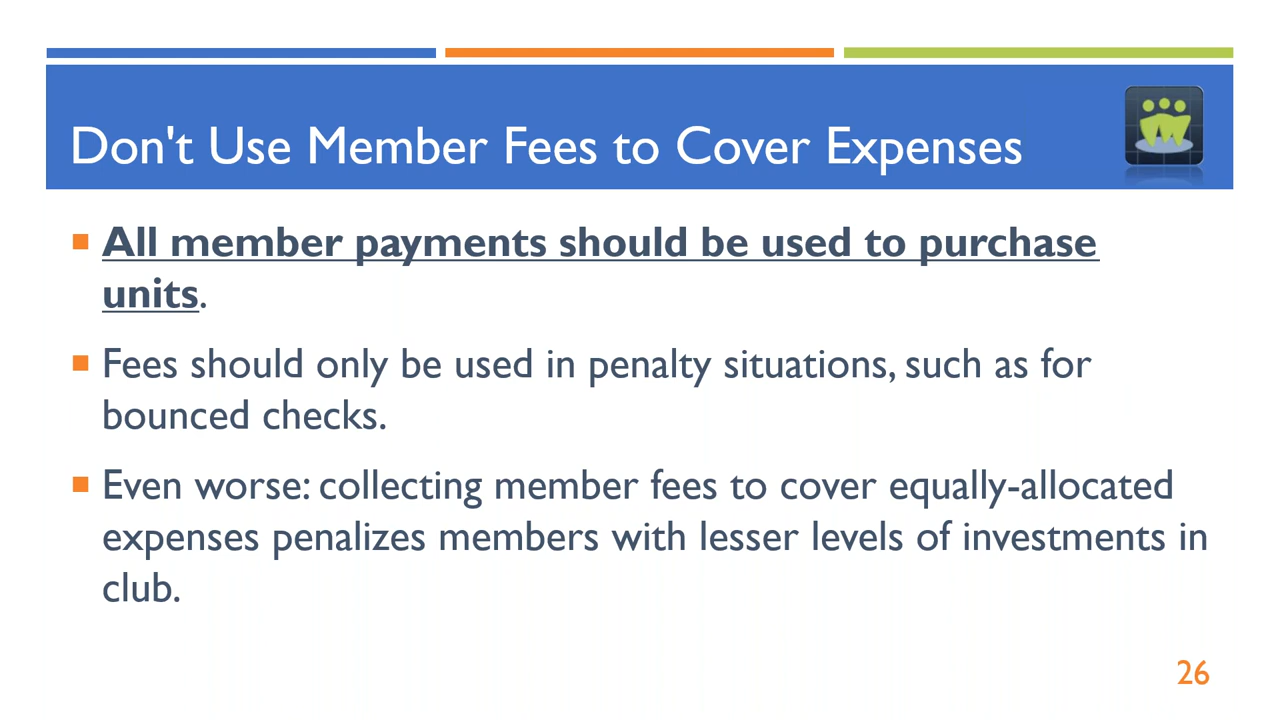 Don't Use Member Fees to Cover Expenses
All member payments should be used to purchase
units.
Fees should only be used in penalty situations, such as for
bounced checks.
Even worse: collecting member fees to cover equally-allocated
expenses penalizes members with lesser levels of investments in
club.
26